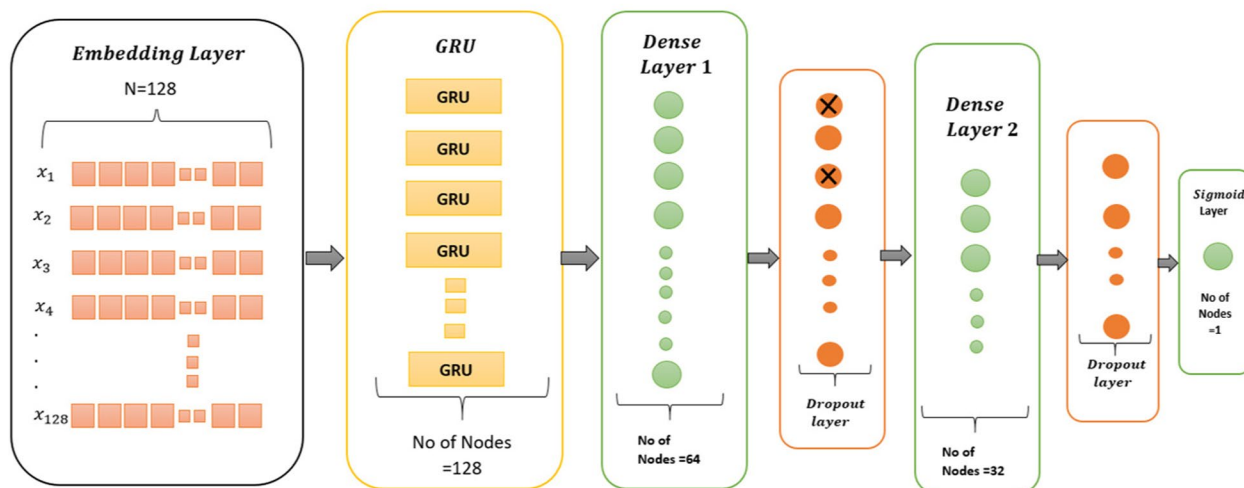 Embedding Layer
N=128
x1
x2
x3
x4
.
.
.
x128
GRU
GRU
GRU
GRU
GRU
GRU
No of Nodes
=128
Dense
Layer 1
No of
Nodes =64
Dropout
layer
Dense
Layer 2
No of
Nodes =32
Dropout
layer
Sigmoid
Layer
No of
Nodes
=1